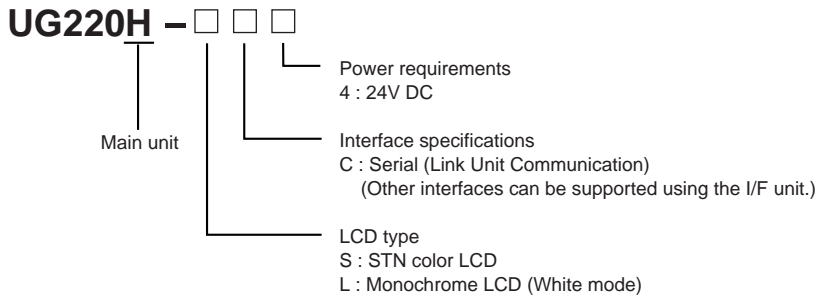 UG220H – □ □ □
Power requirements
4 : 24V DC
Main unit
Interface specifications
C : Serial (Link Unit Communication)
(Other interfaces can be supported using the I/F unit.)
LCD type
S : STN color LCD
L : Monochrome LCD (White mode)